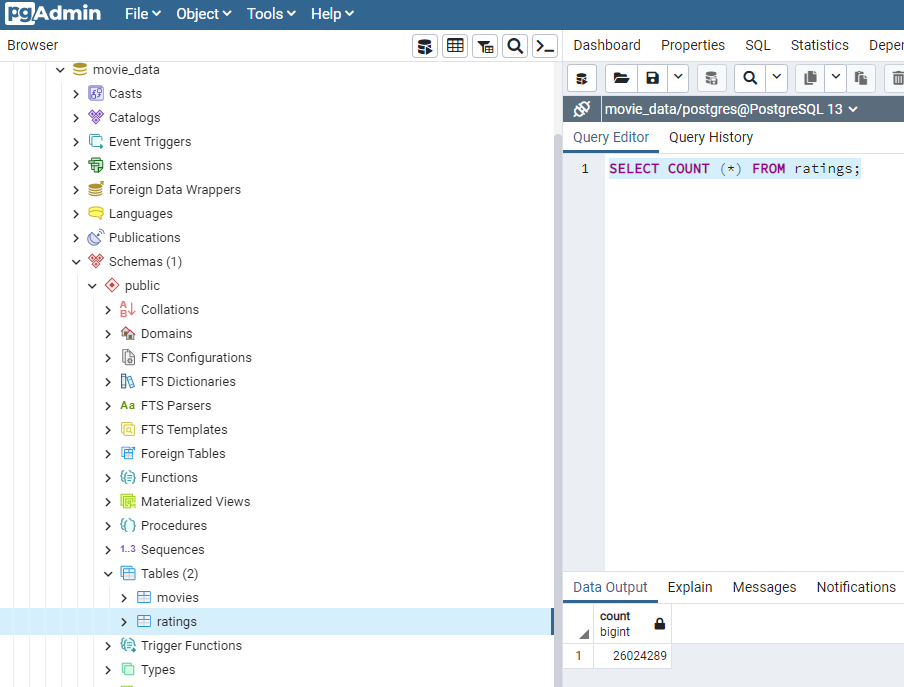 pgAdmin File Object Tools Help
Browser
Dashboard Properties SQL Statistics
movie_data
Casts
Catalogs
Event Triggers
Extensions
Foreign Data Wrappers
Languages
Publications
Schemas (1)
public
Collations
Domains
FTS Configurations
FTS Dictionaries
Aa FTS Parsers
FTS Templates
Foreign Tables
Functions
Materialized Views
Procedures
1..3 Sequences
Tables (2)
movies
ratings
Trigger Functions
Types
movie_data/postgres@PostgreSQL 13
Query Editor Query History
1 SELECT COUNT (*) FROM ratings;
Data Output Explain Messages Notifications
count
bigint
1 26024289